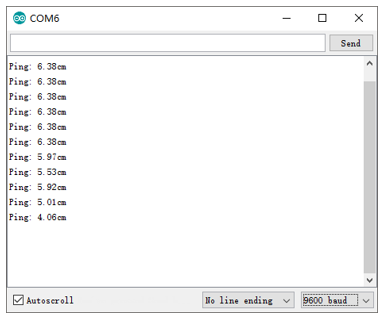 COM6
Send
Ping: 6.38cm
Ping: 6.38cm
Ping: 6.38cm
Ping: 6.38cm
Ping: 6.38cm
Ping: 6.38cm
Ping: 5.97cm
Ping: 5.53cm
Ping: 5.92cm
Ping: 5.01cm
Ping: 4.06cm
Autoscroll
No line ending
9600 baud